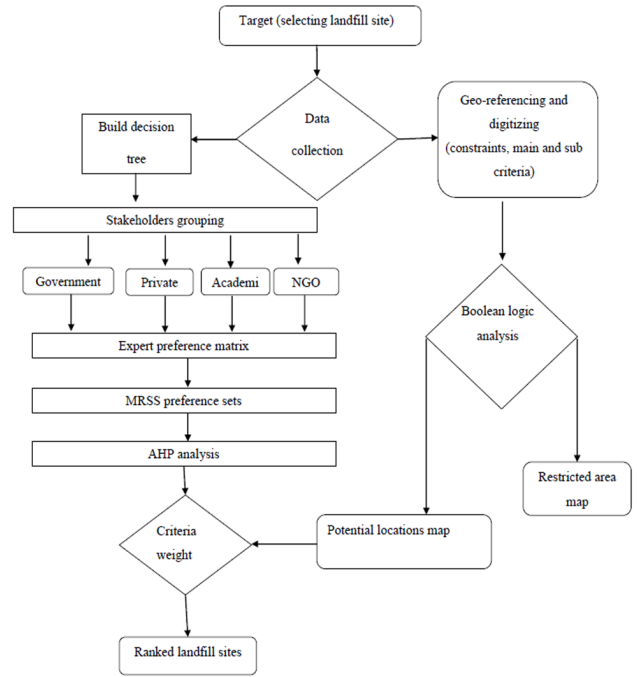 Target (selecting landfill site)
Data
collection
Build decision
tree
Geo-referencing and
digitizing
(constraints, main and sub
criteria)
Stakeholders grouping
Government
Private
Academi
NGO
Expert preference matrix
MRSS preference sets
AHP analysis
Boolean logic
analysis
Restricted area
map
Potential locations map
Criteria
weight
Ranked landfill sites